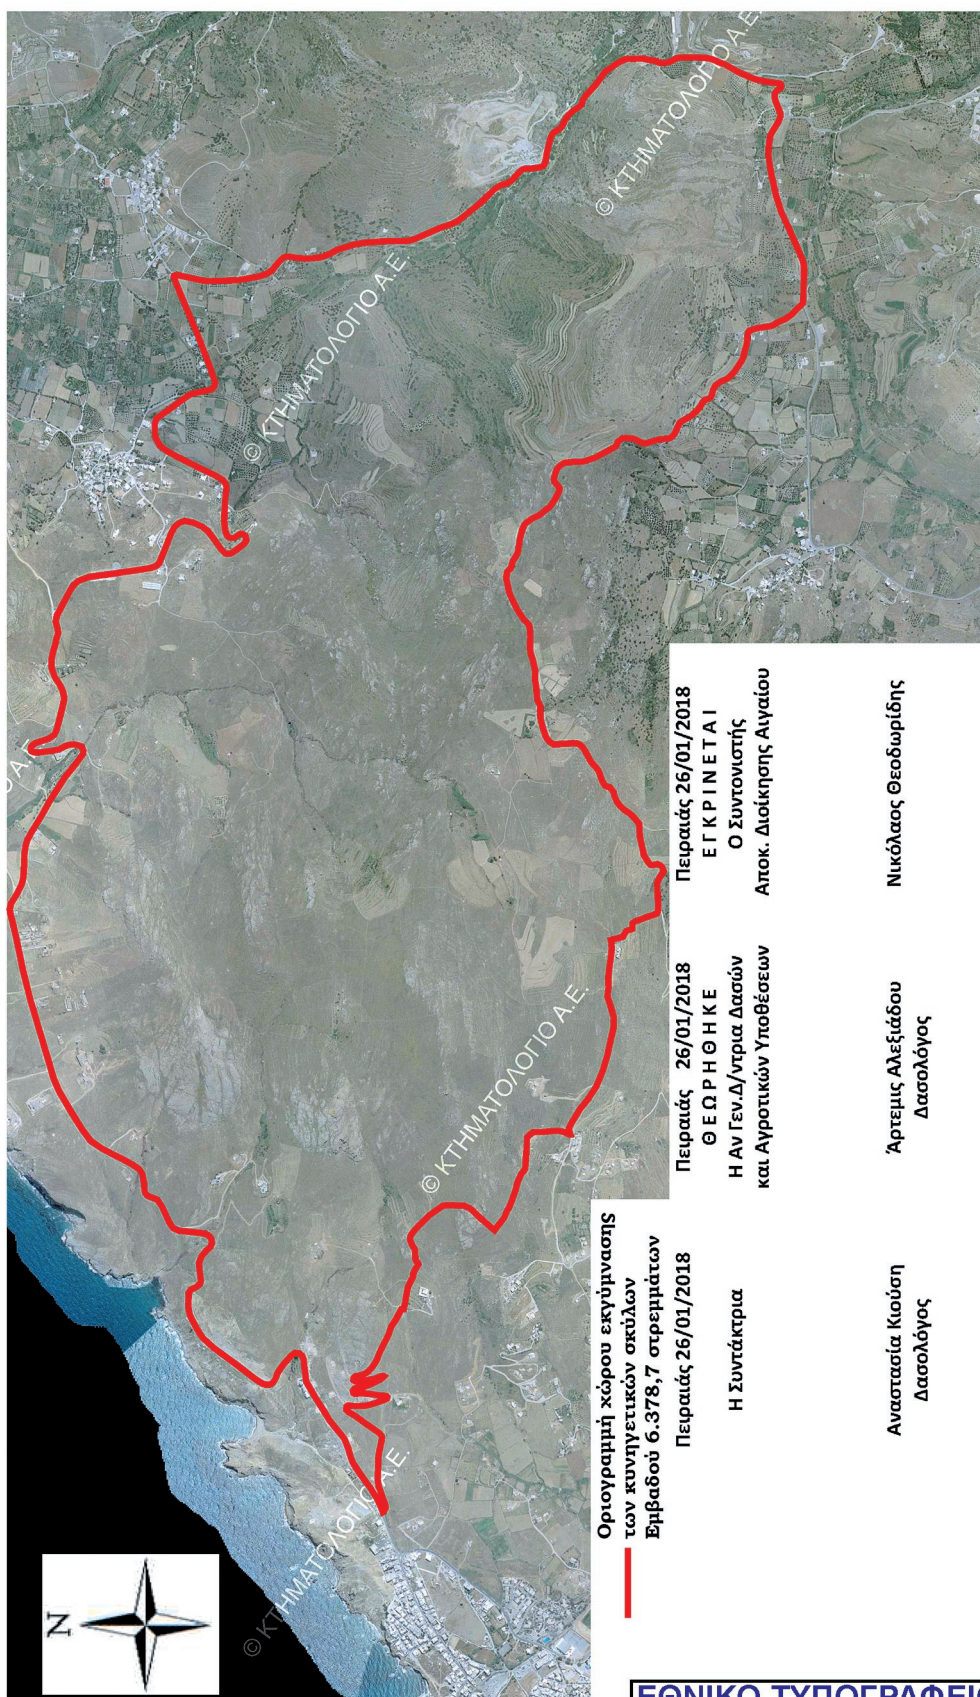 © ΚΤΗΜΑΤΟΛΟΓΙΟ Α.Ε.
© ΚΤΗΜΑΤΟΛΟΓΙΟ Α.Ε.
© ΚΤΗΜΑΤΟΛΟΓΙΟ Α.Ε.
© ΚΤΗΜΑΤΟΛΟΓΙΟ Α.Ε.
N
Οριογραμμή χώρου εκγύμνασης
των κυνηγετικών σκύλων
Εμβαδού 6.378,7 στρεμμάτων
Πειραιάς 26/01/2018
Η Συντάκτρια
Αναστασία Κιούση
Δασολόγος
Πειραιάς 26/01/2018
Θ Ε Ω Ρ Η Θ Η Κ Ε
Η Αν Γεν.Δ/ντρια Δασών
και Αγροτικών Υποθέσεων
Άρτεμις Αλεξιάδου
Δασολόγος
Πειραιάς 26/01/2018
Ε Γ Κ Ρ Ι Ν Ε Τ Α Ι
Ο Συντονιστής
Αποκ. Διοίκησης Αιγαίου
Νικόλαος Θεοδωρίδης
ΕΘΝΙΚΟ ΤΥΠΟΓΡΑΦΕΙΟ